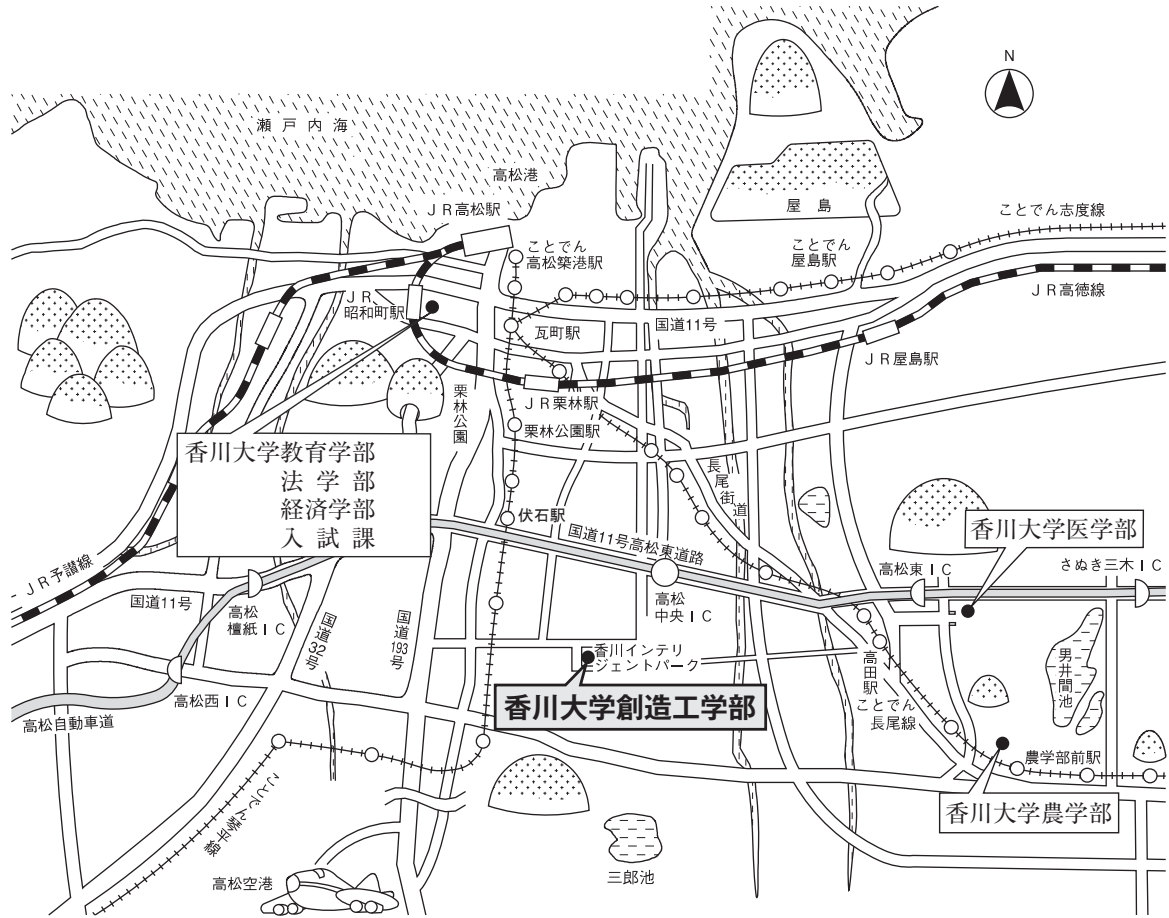 N
瀬戸内海
高松港
JR高松駅
屋島
ことでん志度線
ことでん
高松築港駅
ことでん
屋島駅
JR
昭和町駅
JR高徳線
瓦町駅
国道11号
JR屋島駅
栗林公園
JR栗林駅
栗林公園駅
香川大学教育学部
法学部
経済学部
入試課
長尾街道
伏石駅
国道11号高松東道路
香川大学医学部
高松東IC
さぬき三木IC
JR予讃線
国道11号
高松
檀紙IC
高松
中央IC
国道32号
国道193号
香川インテリ
ジェントパーク
高田駅
男井間池
高松西IC
香川大学創造工学部
ことでん
長尾線
高松自動車道
農学部前駅
香川大学農学部
ことでん琴平線
高松空港
三郎池